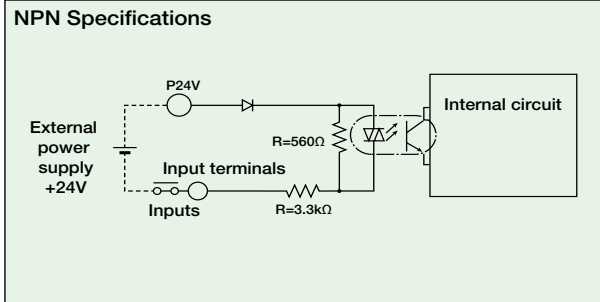 NPN Specifications
P24V
Internal circuit
External
power
supply
+24V
R=560Ω
Input terminals
Inputs
R=3.3kΩ